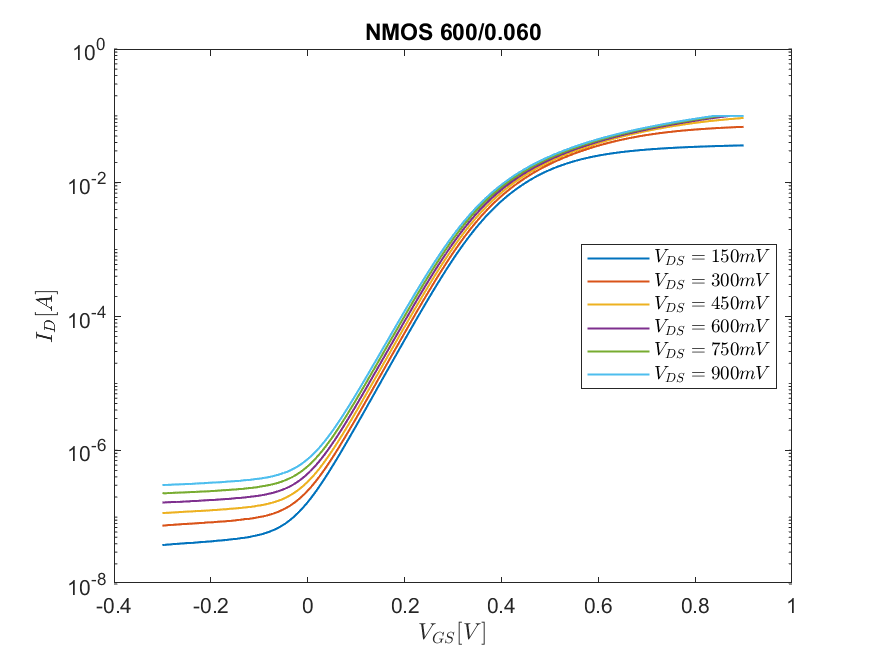 NMOS 600/0.060
10^0
10^-2
10^-4
10^-6
10^-8
I_D[A]
V_DS = 150mV
V_DS = 300mV
V_DS = 450mV
V_DS = 600mV
V_DS = 750mV
V_DS = 900mV
-0.4 -0.2 0 0.2 0.4 0.6 0.8 1
V_GS[V]